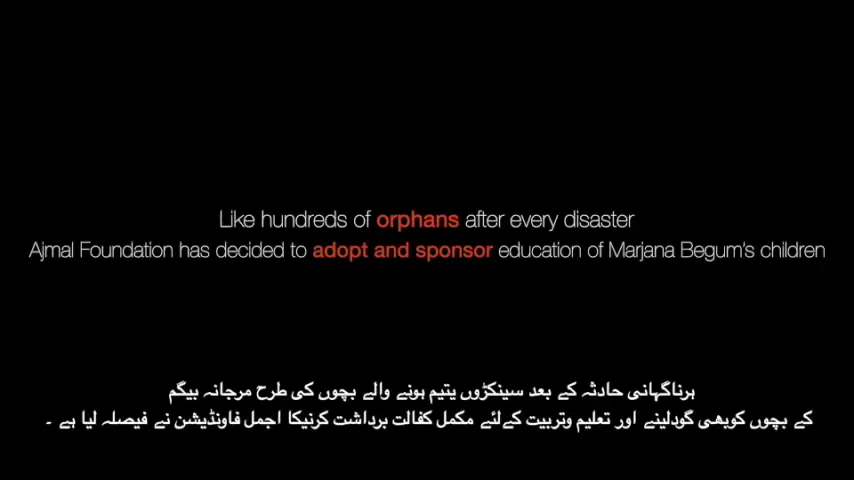 Like hundreds of orphans after every disaster
Ajmal Foundation has decided to adopt and sponsor education of Marjana Begum's children
ہرناگہانی حادثہ کے بعد سینکڑوں یتیم ہونے والے بچوں کی طرح مرجانہ بیگم
کے بچوں کوبھی گودلینے اور تعلیم وتربیت کےلئے مکمل کفالت برداشت کرنیکا اجمل فاونڈیشن نے فیصلہ لیا ہے ۔